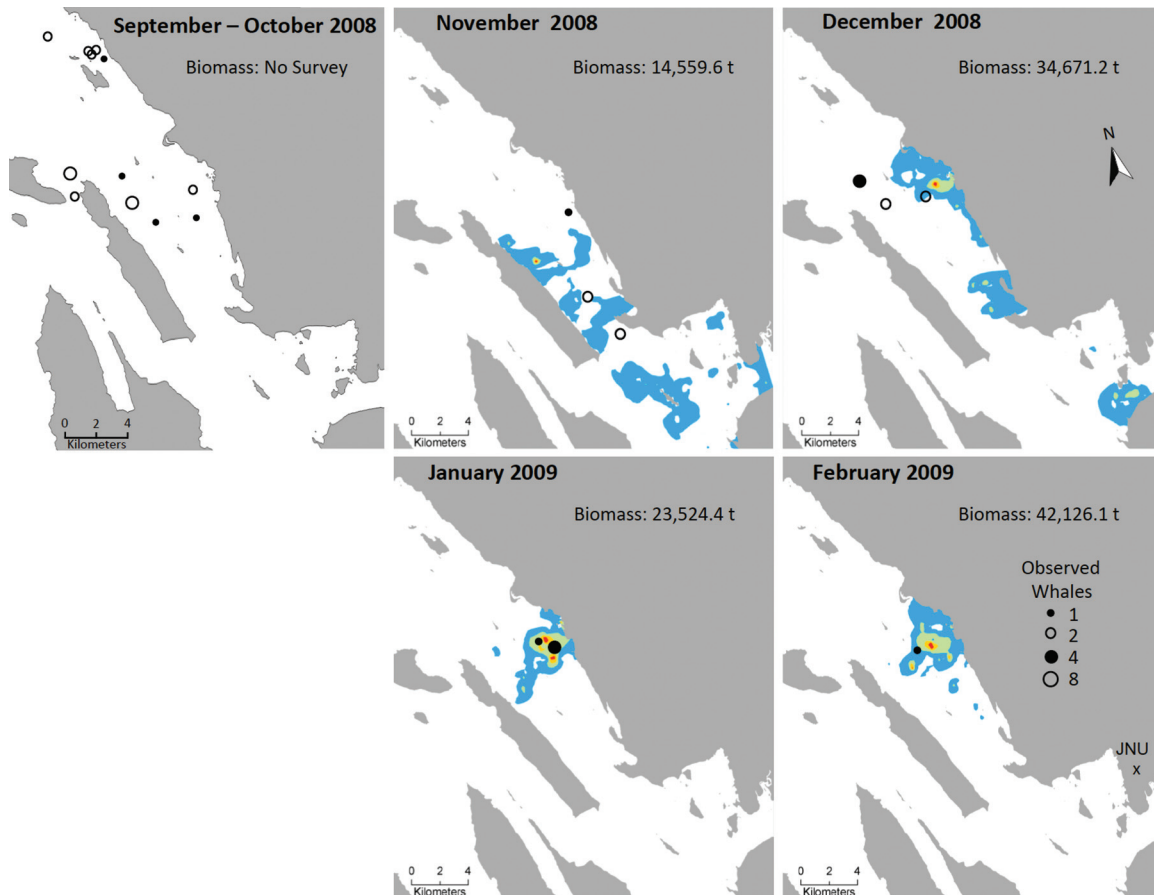 September – October 2008
Biomass: No Survey
0 2 4
Kilometers
November 2008
Biomass: 14,559.6 t
0 2 4
Kilometers
December 2008
Biomass: 34,671.2 t
N
0 2 4
Kilometers
January 2009
Biomass: 23,524.4 t
0 2 4
Kilometers
February 2009
Biomass: 42,126.1 t
Observed
Whales
1
2
4
8
JNU
x
0 2 4
Kilometers